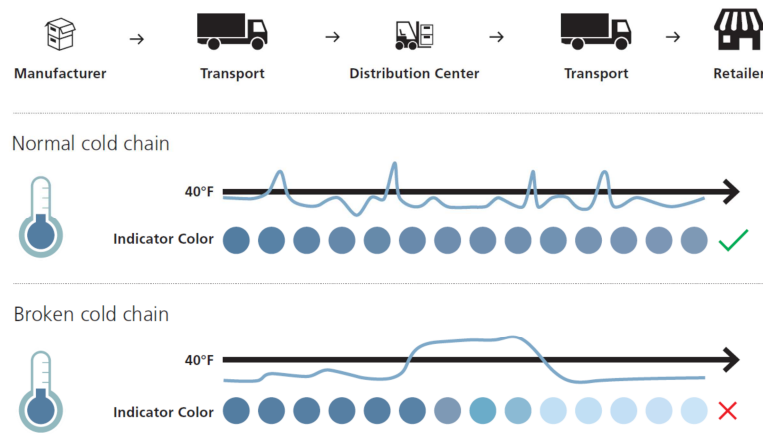 Manufacturer Transport Distribution Center Transport Retailer
Normal cold chain
40°F
Indicator Color
Broken cold chain
40°F
Indicator Color